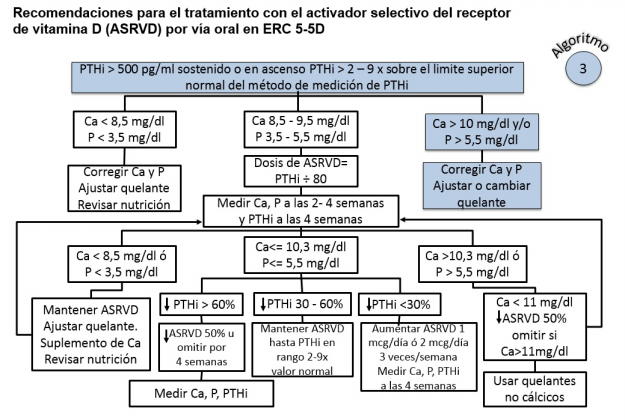 Recomendaciones para el tratamiento con el activador selectivo del receptor
de vitamina D (ASRVD) por vía oral en ERC 5-5D
Algoritmo
3
PTHi > 500 pg/ml sostenido o en ascenso PTHi > 2 – 9 x sobre el limite superior
normal del método de medición de PTHi
Ca < 8,5 mg/dl
P < 3,5 mg/dl
Ca 8,5 - 9,5 mg/dl
P 3,5 - 5,5 mg/dl
Ca > 10 mg/dl y/o
P > 5,5 mg/dl
Corregir Ca y P
Ajustar quelante
Revisar nutrición
Dosis de ASRVD=
PTHi ÷ 80
Corregir Ca y P
Ajustar o cambiar
quelante
Medir Ca, P a las 2- 4 semanas
y PTHi a las 4 semanas
Ca < 8,5 mg/dl ó
P < 3,5 mg/dl
Ca<= 10,3 mg/dl
P<= 5,5 mg/dl
Ca >10,3 mg/dl ó
P > 5,5 mg/dl
Mantener ASRVD
Ajustar quelante.
Suplemento de Ca
Revisar nutrición
↓PTHi > 60%
↓PTHi 30 - 60%
↓PTHi <30%
Ca < 11 mg/dl
↓ASRVD 50%
omitir si
Ca>11mg/dl
↓ASRVD 50% u
omitir por
4 semanas
Mantener ASRVD
hasta PTHi en
rango 2-9x
valor normal
Aumentar ASRVD 1
mcg/día ó 2 mcg/día
3 veces/semana
Medir Ca, P, PTHi
a las 4 semanas
Medir Ca, P, PTHi
Usar quelantes
no cálcicos